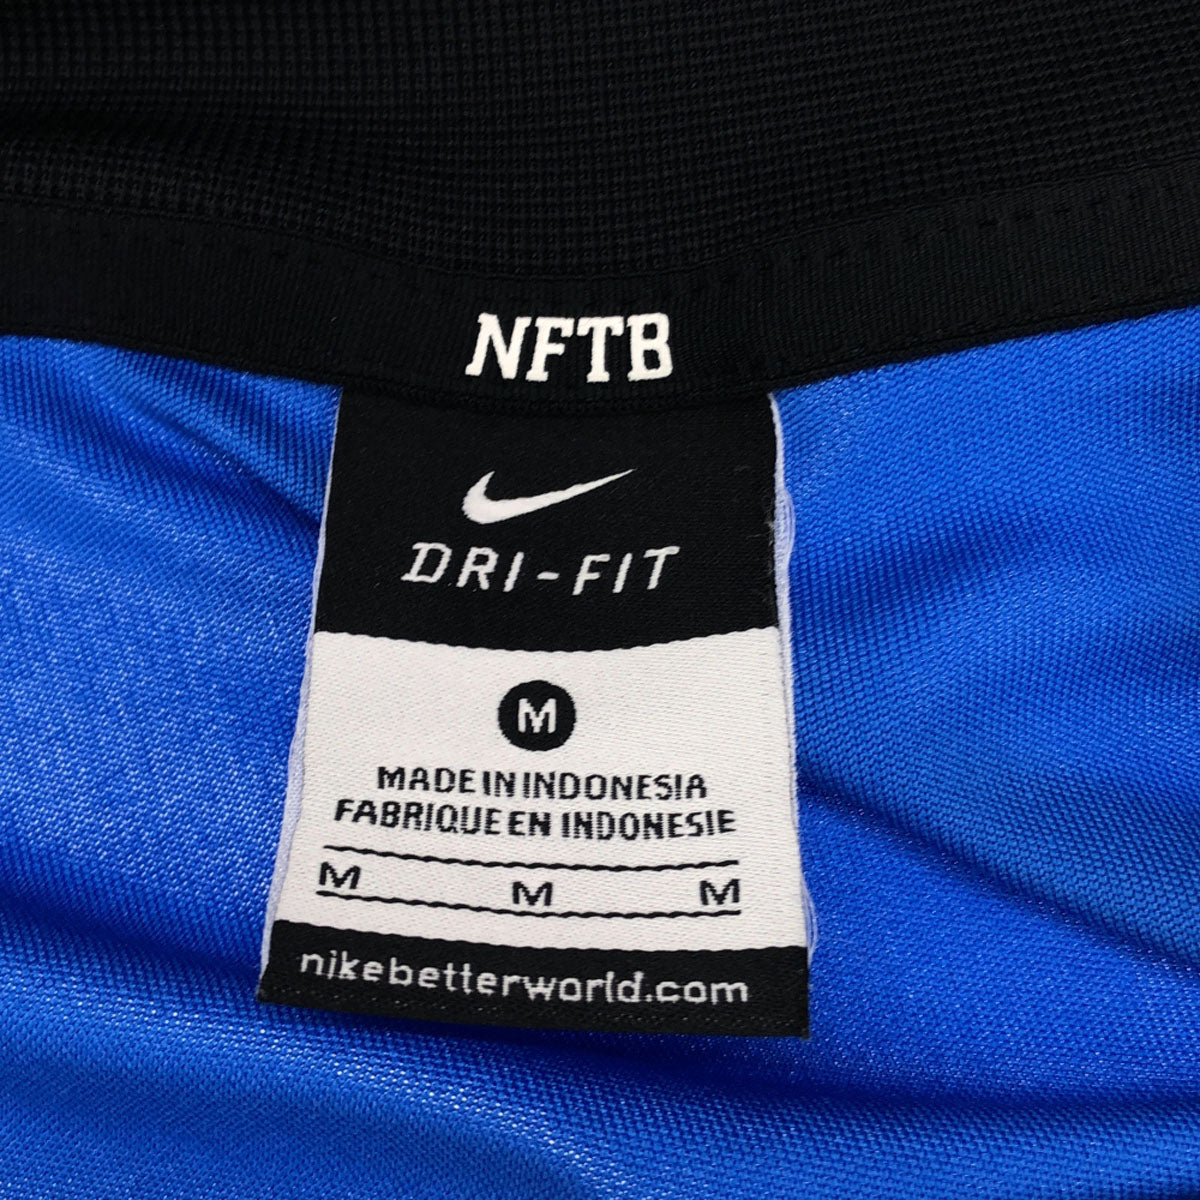 NFTB
DRI-FIT
M
MADE IN INDONESIA
FABRIQUE EN INDONESIE
M M M
nikebetterworld.com